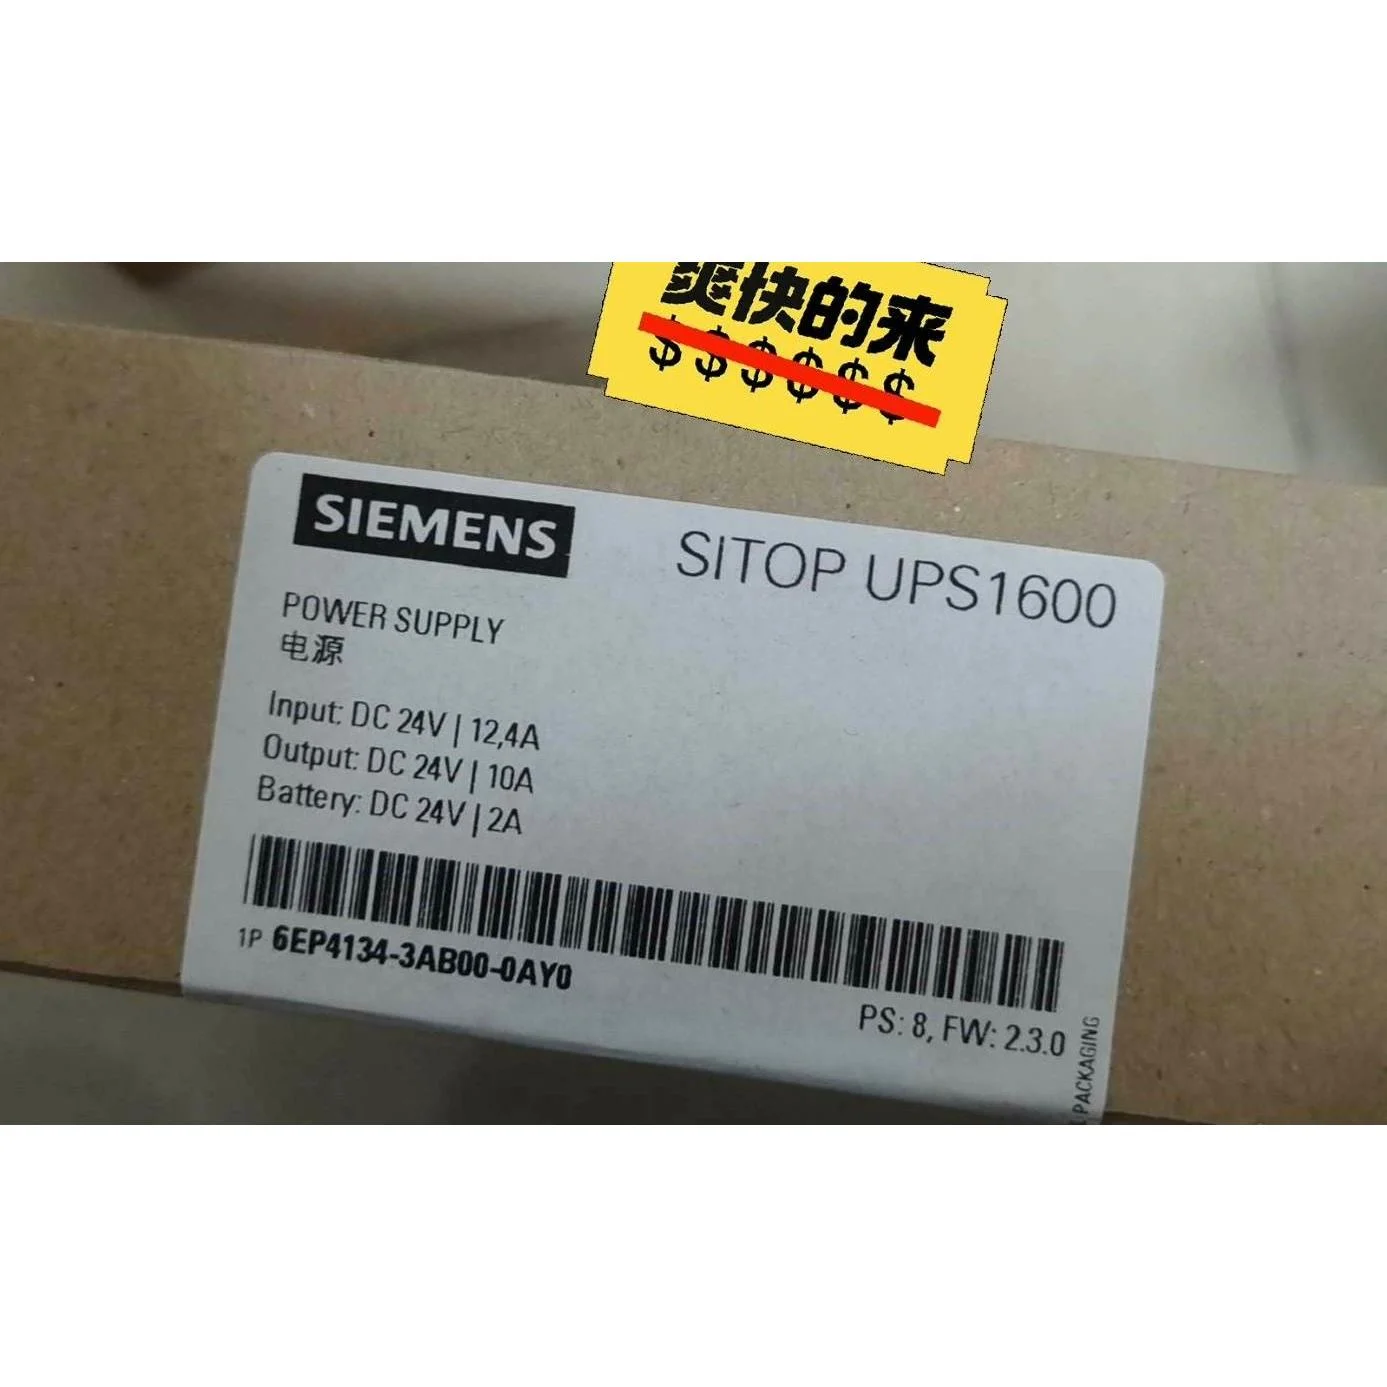 爽快的来
$$$$$$
SIEMENS
SITOP UPS1600
POWER SUPPLY
电源
Input: DC 24V | 12,4A
Output: DC 24V | 10A
Battery: DC 24V | 2A
1P 6EP4134-3AB00-0AY0
PS: 8, FW: 2.3.0
PACKAGING